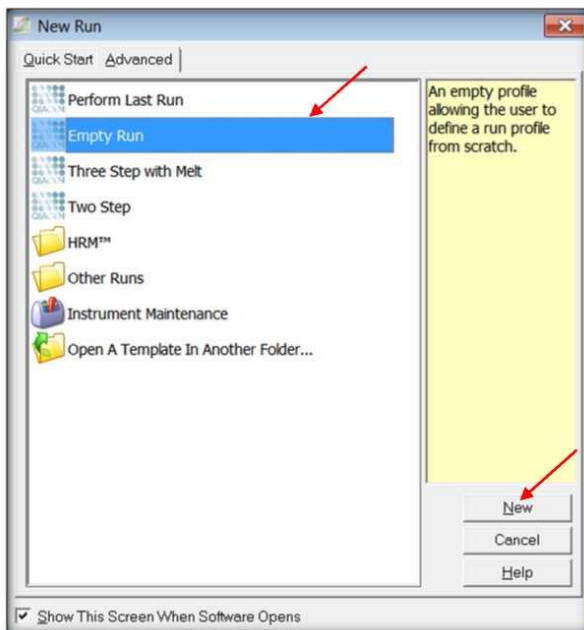 New Run
Quick Start Advanced
Perform Last Run
Empty Run
Three Step with Melt
Two Step
HRM™
Other Runs
Instrument Maintenance
Open A Template In Another Folder...
An empty profile
allowing the user to
define a run profile
from scratch.
New
Cancel
Help
Show This Screen When Software Opens